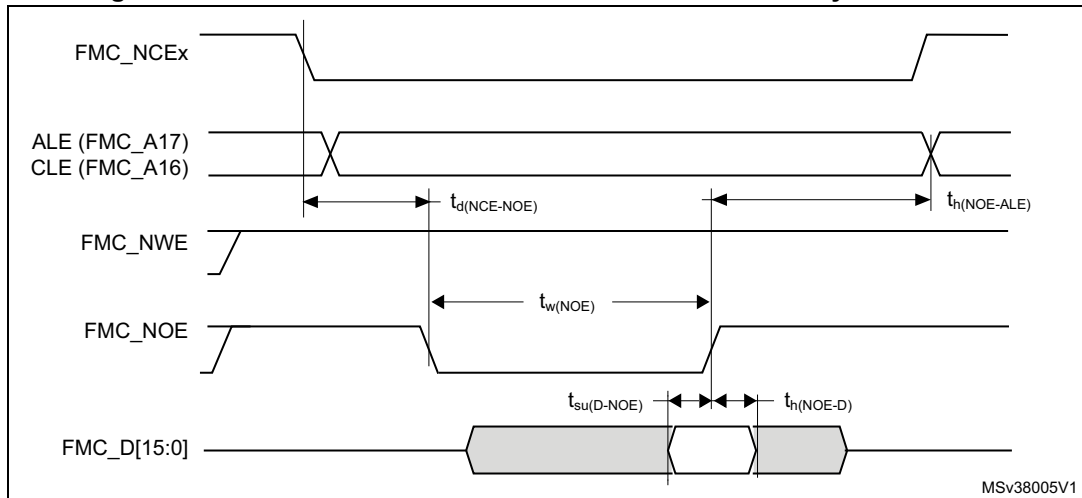 FMC_NCEx
ALE (FMC_A17)
CLE (FMC_A16)
td(NCE-NOE)
th(NOE-ALE)
FMC_NWE
tw(NOE)
FMC_NOE
tsu(D-NOE)
th(NOE-D)
FMC_D[15:0]
MSv38005V1